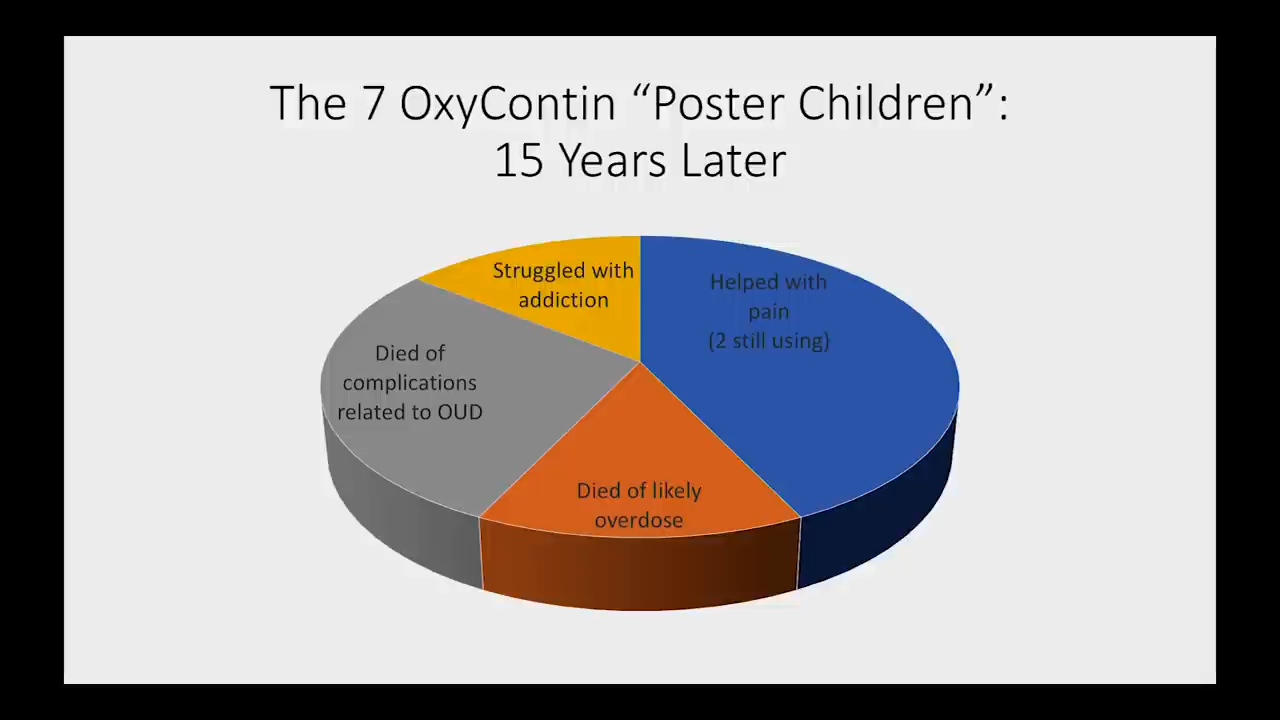 The 7 OxyContin “Poster Children”:
15 Years Later
Struggled with
addiction
Helped with
pain
(2 still using)
Died of
complications
related to OUD
Died of likely
overdose